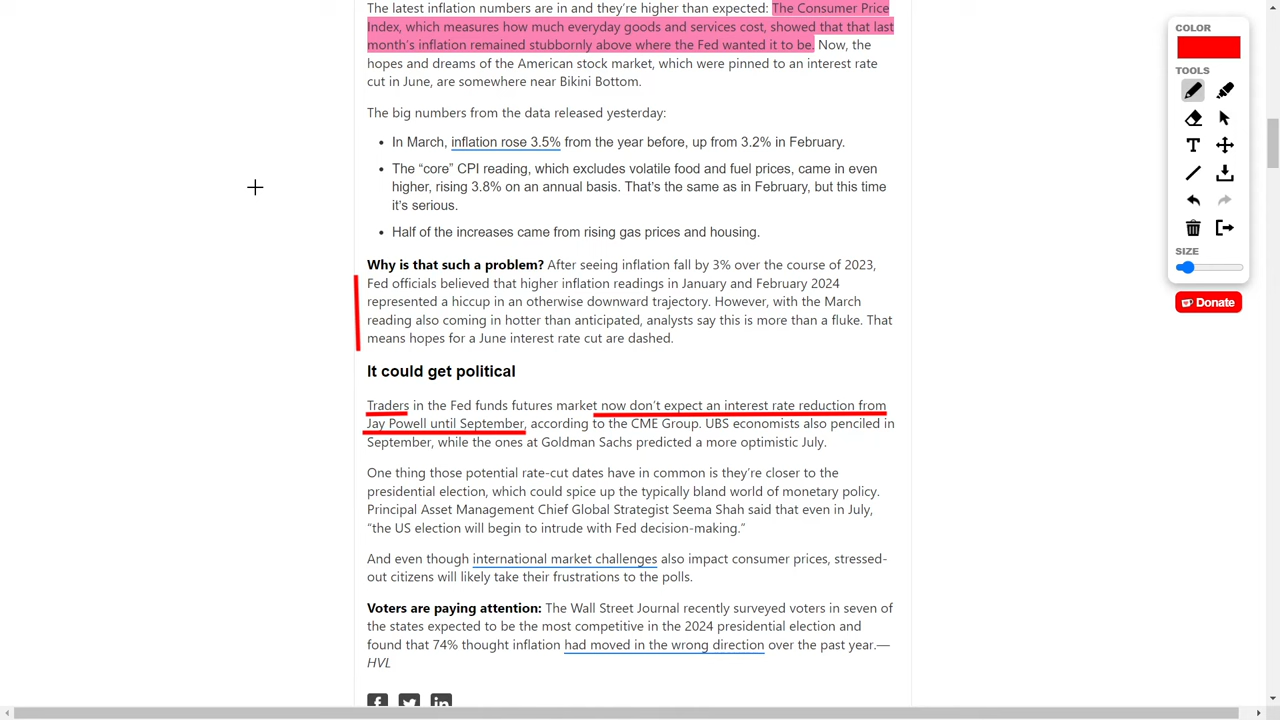 The latest inflation numbers are in and they're higher than expected: The Consumer Price
Index, which measures how much everyday goods and services cost, showed that that last
month's inflation remained stubbornly above where the Fed wanted it to be. Now, the
hopes and dreams of the American stock market, which were pinned to an interest rate
cut in June, are somewhere near Bikini Bottom.
The big numbers from the data released yesterday:
• In March, inflation rose 3.5% from the year before, up from 3.2% in February.
• The “core” CPI reading, which excludes volatile food and fuel prices, came in even
higher, rising 3.8% on an annual basis. That's the same as in February, but this time
it's serious.
• Half of the increases came from rising gas prices and housing.
Why is that such a problem? After seeing inflation fall by 3% over the course of 2023,
Fed officials believed that higher inflation readings in January and February 2024
represented a hiccup in an otherwise downward trajectory. However, with the March
reading also coming in hotter than anticipated, analysts say this is more than a fluke. That
means hopes for a June interest rate cut are dashed.
It could get political
Traders in the Fed funds futures market now don't expect an interest rate reduction from
Jay Powell until September, according to the CME Group. UBS economists also penciled in
September, while the ones at Goldman Sachs predicted a more optimistic July.
One thing those potential rate-cut dates have in common is they're closer to the
presidential election, which could spice up the typically bland world of monetary policy.
Principal Asset Management Chief Global Strategist Seema Shah said that even in July,
“the US election will begin to intrude with Fed decision-making.”
And even though international market challenges also impact consumer prices, stressed-
out citizens will likely take their frustrations to the polls.
Voters are paying attention: The Wall Street Journal recently surveyed voters in seven of
the states expected to be the most competitive in the 2024 presidential election and
found that 74% thought inflation had moved in the wrong direction over the past year.—
HVL
COLOR
TOOLS
T
SIZE
Donate